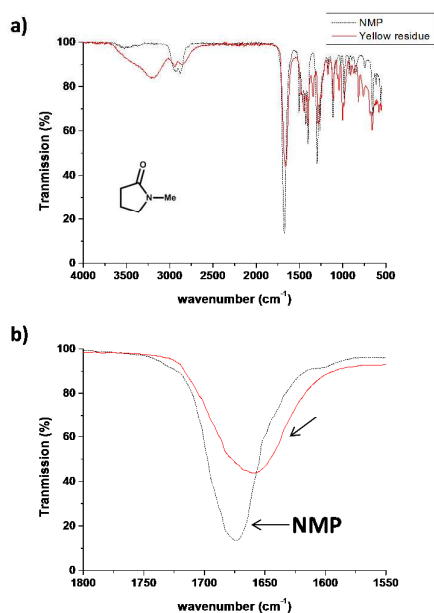 a)
NMP
Yellow residue
100
80
60
40
20
0
Tranmission (%)
O
N
Me
4000 3500 3000 2500 2000 1500 1000 500
wavenumber (cm⁻¹)
b)
100
80
60
40
20
0
Tranmission (%)
NMP
1800 1750 1700 1650 1600 1550
wavenumber (cm⁻¹)